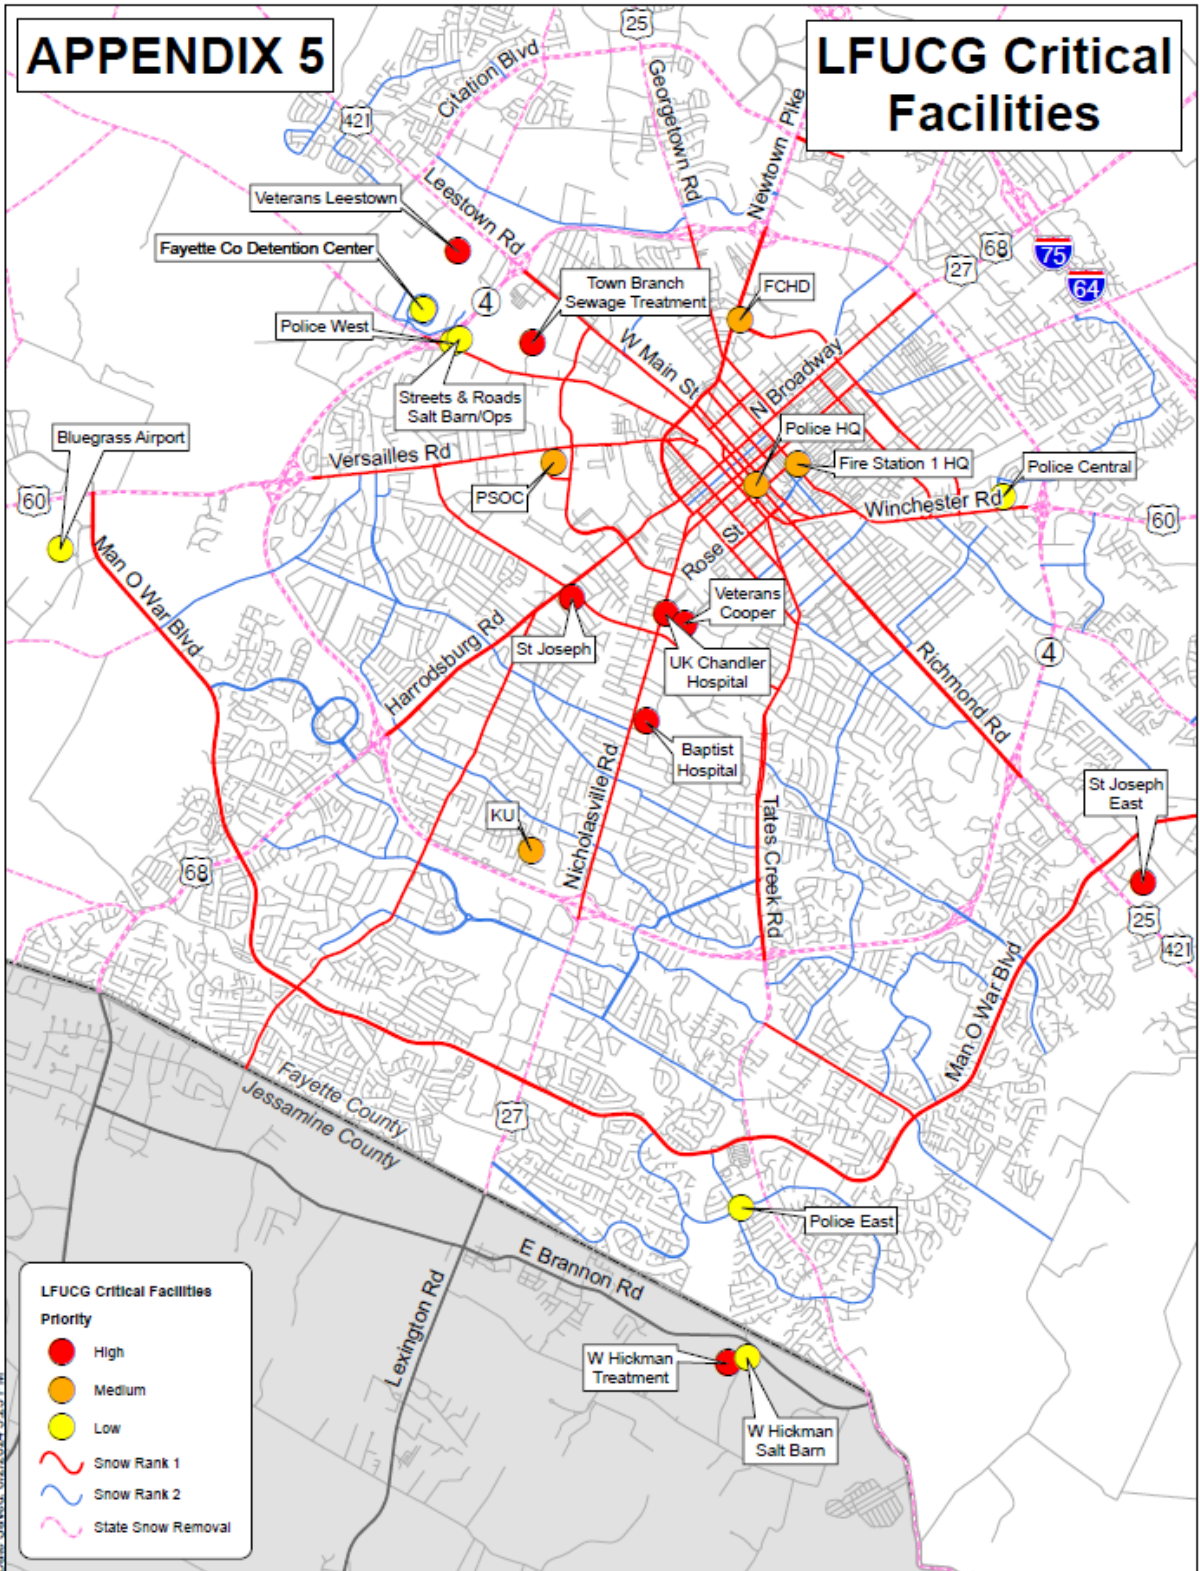 APPENDIX 5
LFUCG Critical
Facilities
25
Citation Blvd
421
Georgetown Rd
Newtown Pike
Leestown Rd
Veterans Leestown
Fayette Co Detention Center
4
Town Branch
Sewage Treatment
FCHD
27
68
75
64
Police West
Streets & Roads
Salt Barn/Ops
W Main St
N Broadway
Bluegrass Airport
Versailles Rd
Police HQ
PSOC
Fire Station 1 HQ
Police Central
Winchester Rd
60
60
Man O War Blvd
Rose St
Veterans
Cooper
St Joseph
UK Chandler
Hospital
Harrodsburg Rd
4
Richmond Rd
Baptist
Hospital
Nicholasville Rd
KU
Tates Creek Rd
St Joseph
East
68
25
421
Man O War Blvd
Fayette County
Jessamine County
27
Police East
E Brannon Rd
Lexington Rd
W Hickman
Treatment
W Hickman
Salt Barn
LFUCG Critical Facilities
Priority
High
Medium
Low
Snow Rank 1
Snow Rank 2
State Snow Removal